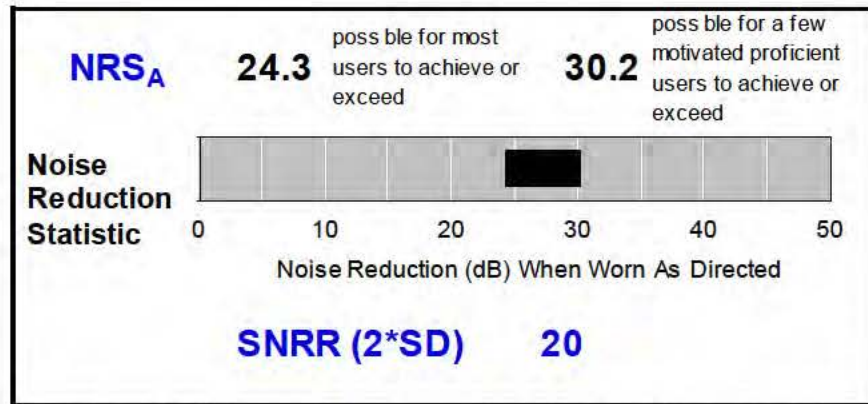 NRSA 24.3 poss ble for most users to achieve or exceed 30.2 poss ble for a few motivated proficient users to achieve or exceed
Noise
Reduction
Statistic
0 10 20 30 40 50
Noise Reduction (dB) When Worn As Directed
SNRR (2*SD) 20